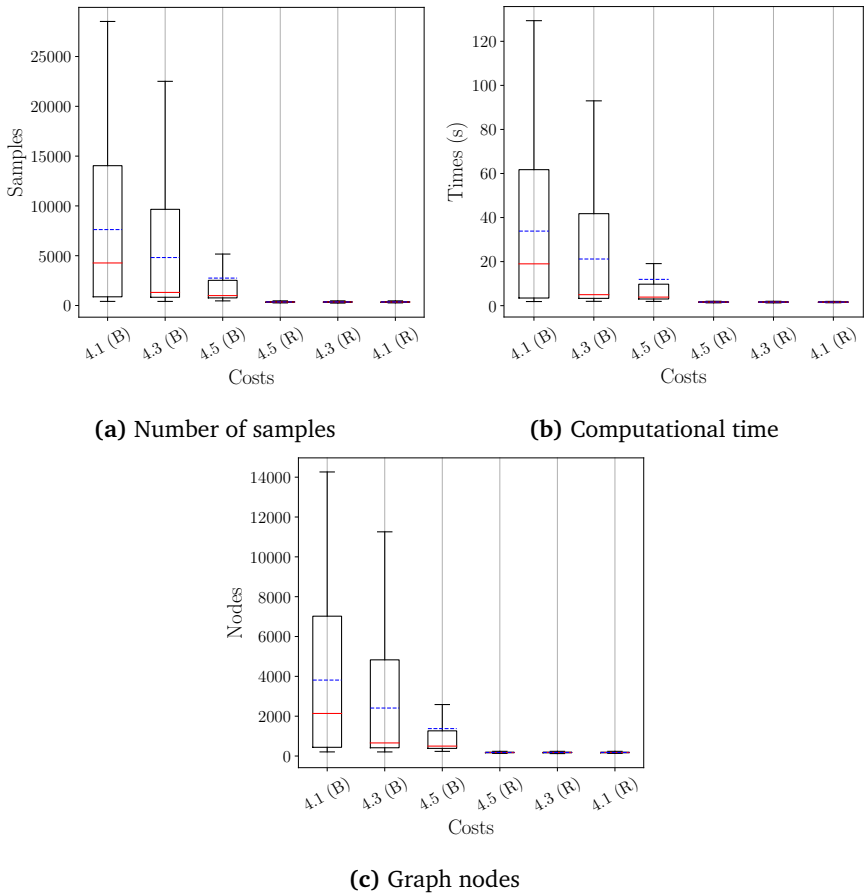 25000
20000
15000
10000
5000
0
Samples
4.1 (B) 4.3 (B) 4.5 (B) 4.5 (R) 4.3 (R) 4.1 (R)
Costs
(a) Number of samples
120
100
80
60
40
20
0
Times (s)
4.1 (B) 4.3 (B) 4.5 (B) 4.5 (R) 4.3 (R) 4.1 (R)
Costs
(b) Computational time
14000
12000
10000
8000
6000
4000
2000
0
Nodes
4.1 (B) 4.3 (B) 4.5 (B) 4.5 (R) 4.3 (R) 4.1 (R)
Costs
(c) Graph nodes